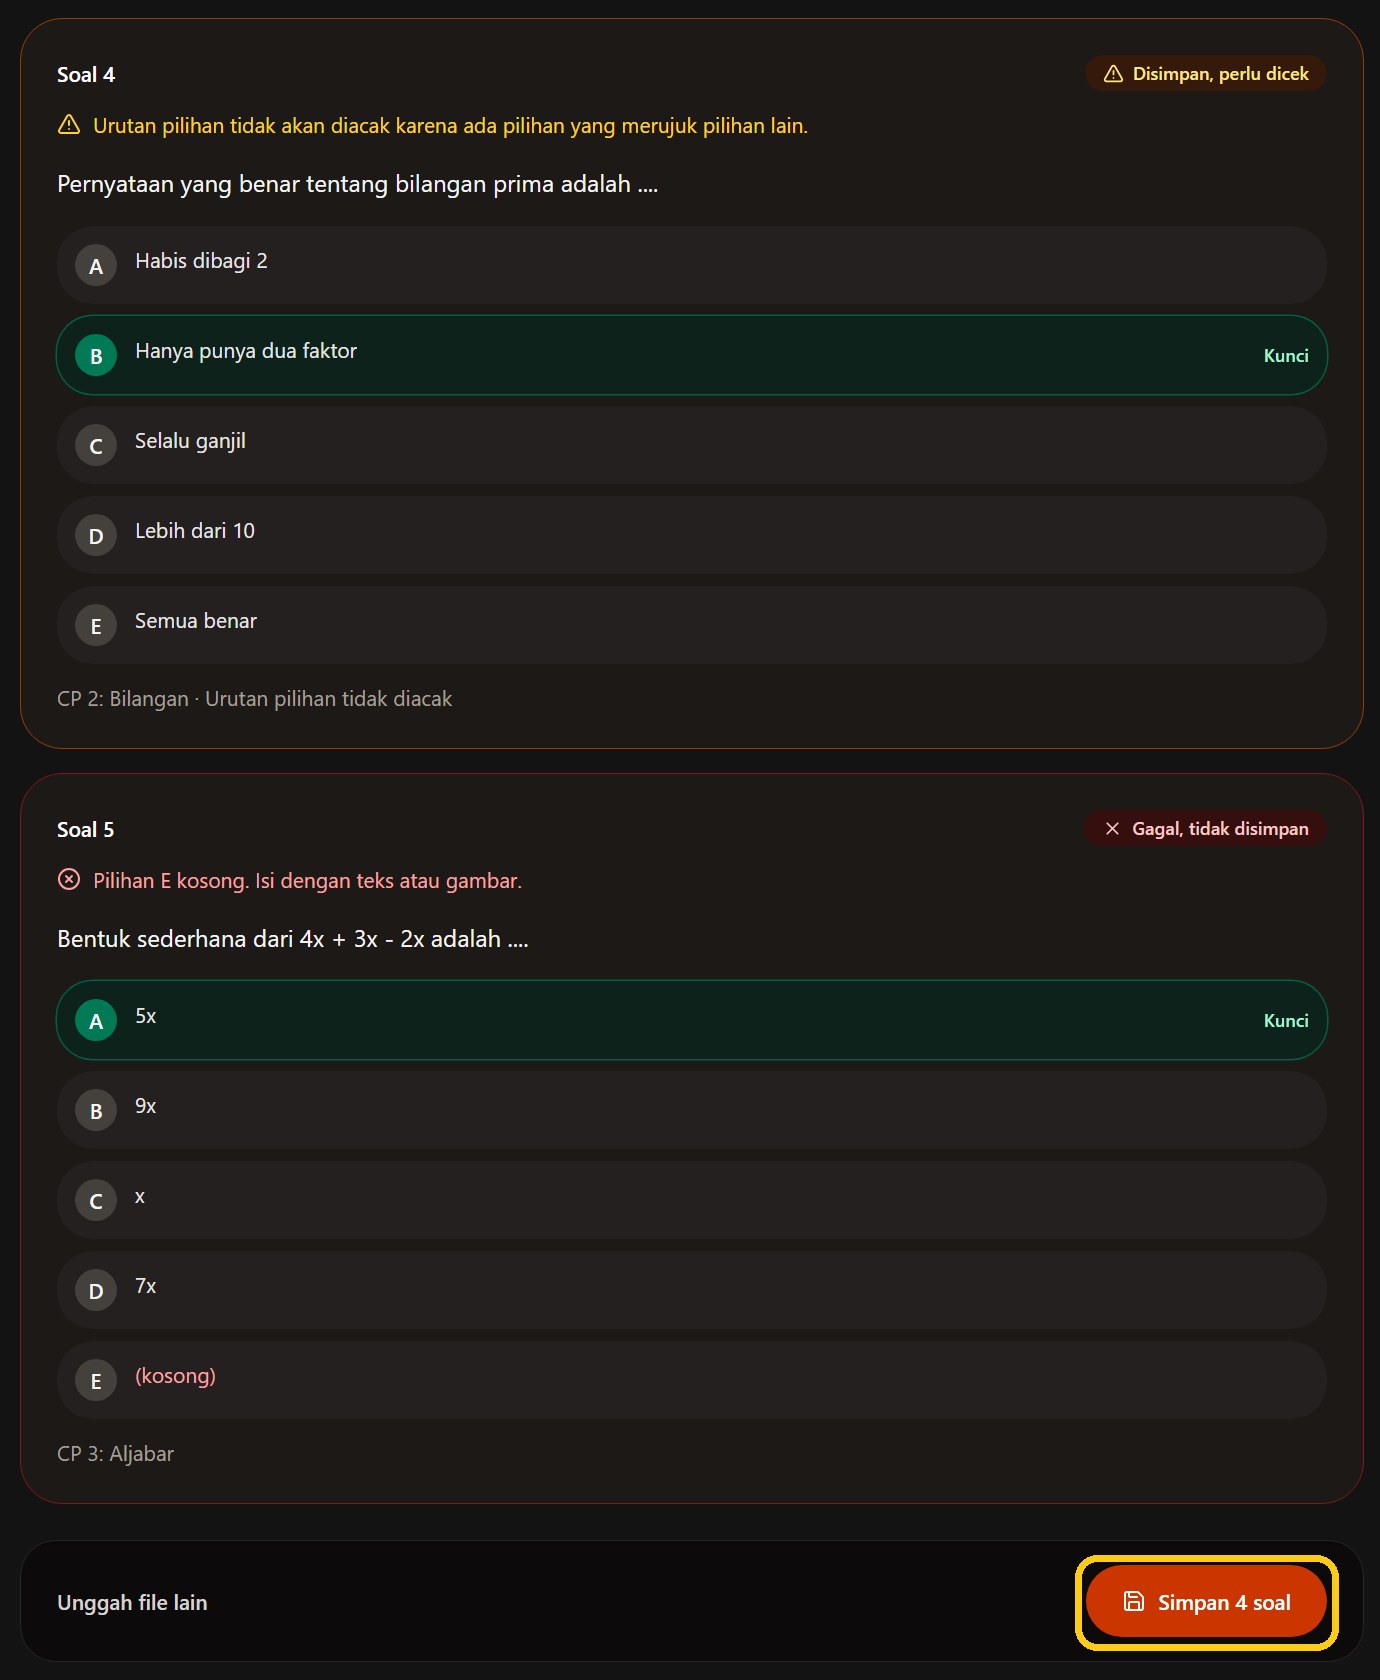 Soal 4
Disimpan, perlu dicek
Urutan pilihan tidak akan diacak karena ada pilihan yang merujuk pilihan lain.
Pernyataan yang benar tentang bilangan prima adalah ....
A Habis dibagi 2
B Hanya punya dua faktor Kunci
C Selalu ganjil
D Lebih dari 10
E Semua benar
CP 2: Bilangan · Urutan pilihan tidak diacak
Soal 5
Gagal, tidak disimpan
Pilihan E kosong. Isi dengan teks atau gambar.
Bentuk sederhana dari 4x + 3x - 2x adalah ....
A 5x Kunci
B 9x
C x
D 7x
E (kosong)
CP 3: Aljabar
Unggah file lain
Simpan 4 soal